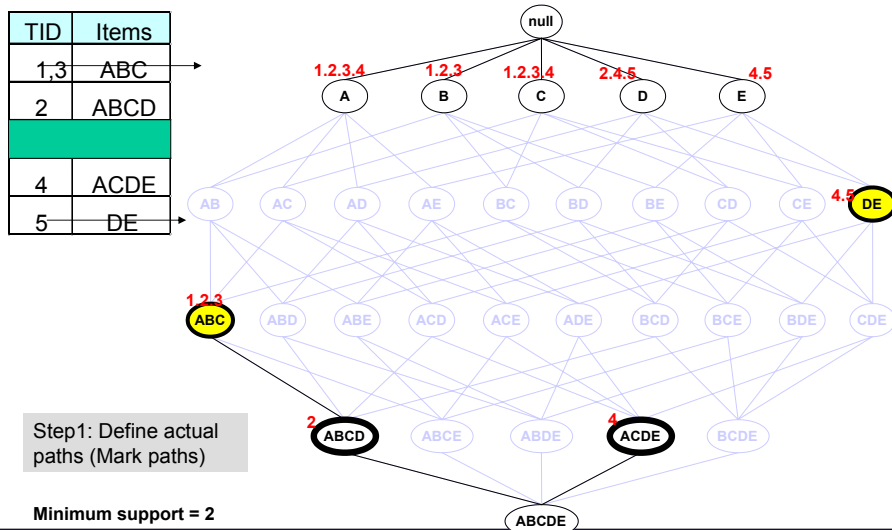 TID Items
1,3 ABC
2 ABCD
4 ACDE
5 DE
null
1.2.3.4 1.2.3 1.2.3.4 2.4.5 4.5
A B C D E
4.5
AB AC AD AE BC BD BE CD CE DE
1.2.3
ABC ABD ABE ACD ACE ADE BCD BCE BDE CDE
2 4
ABCD ABCE ABDE ACDE BCDE
Step1: Define actual
paths (Mark paths)
Minimum support = 2
ABCDE